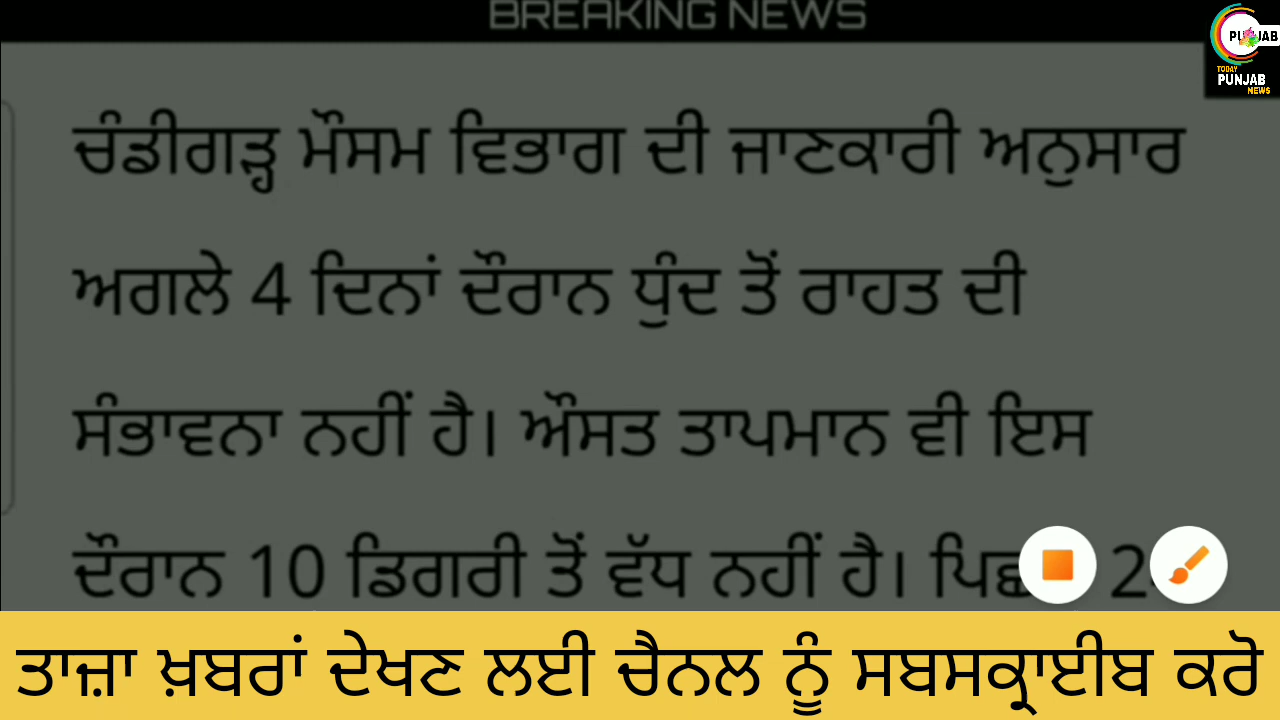 BREAKING NEWS
PUNJAB
TODAY
PUNJAB
NEWS
ਚੰਡੀਗੜ੍ਹ ਮੌਸਮ ਵਿਭਾਗ ਦੀ ਜਾਣਕਾਰੀ ਅਨੁਸਾਰ
ਅਗਲੇ 4 ਦਿਨਾਂ ਦੌਰਾਨ ਧੁੰਦ ਤੋਂ ਰਾਹਤ ਦੀ
ਸੰਭਾਵਨਾ ਨਹੀਂ ਹੈ। ਔਸਤ ਤਾਪਮਾਨ ਵੀ ਇਸ
ਦੌਰਾਨ 10 ਡਿਗਰੀ ਤੋਂ ਵੱਧ ਨਹੀਂ ਹੈ।
ਤਾਜ਼ਾ ਖ਼ਬਰਾਂ ਦੇਖਣ ਲਈ ਚੈਨਲ ਨੂੰ ਸਬਸਕ੍ਰਾਈਬ ਕਰੋ